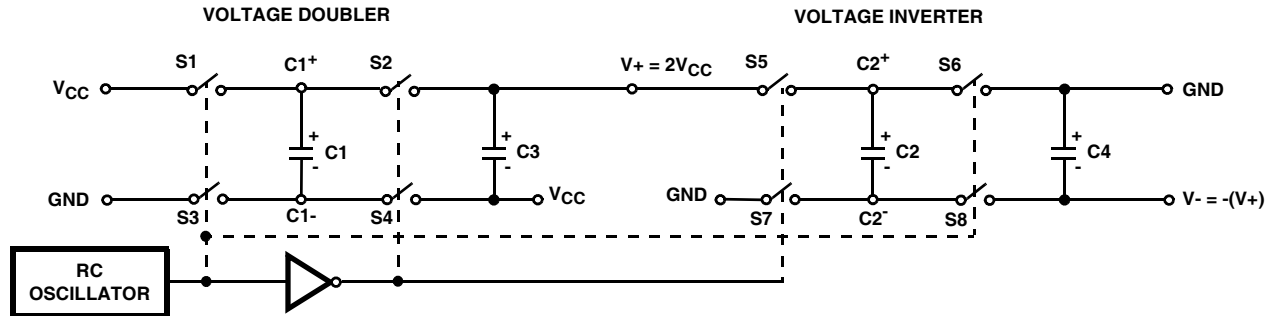 VOLTAGE DOUBLER
VOLTAGE INVERTER
S1
C1+
S2
V+ = 2VCC
S5
C2+
S6
VCC
GND
+
C1
-
+
C3
-
+
C2
-
+
C4
-
GND
S3
C1-
S4
VCC
GND
S7
C2-
S8
V- = -(V+)
RC
OSCILLATOR